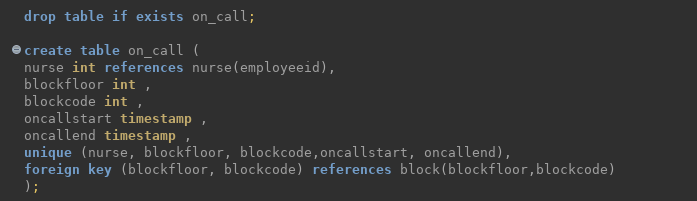 drop table if exists on_call;
create table on_call (
nurse int references nurse(employeeid),
blockfloor int ,
blockcode int ,
oncallstart timestamp ,
oncallend timestamp ,
unique (nurse, blockfloor, blockcode,oncallstart, oncallend),
foreign key (blockfloor, blockcode) references block(blockfloor,blockcode)
);